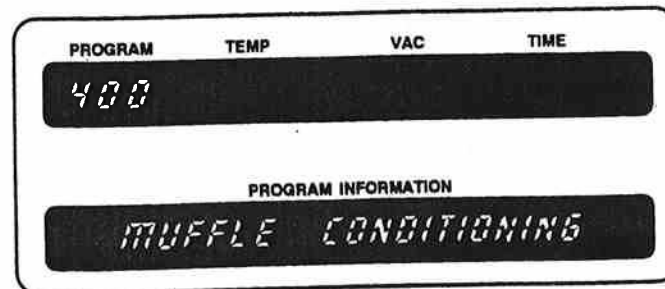 PROGRAM TEMP VAC TIME
400
PROGRAM INFORMATION
MUFFLE CONDITIONING